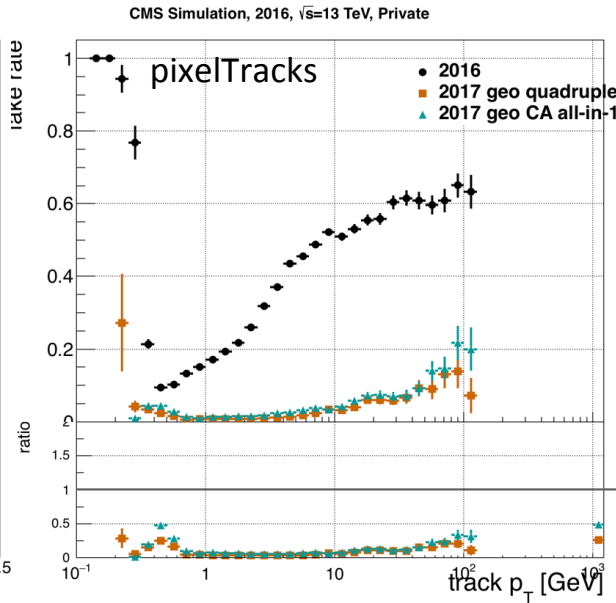 CMS Simulation, 2016, √s=13 TeV, Private
fake rate
pixelTracks
2016
2017 geo quadruple
2017 geo CA all-in-1
1
0.8
0.6
0.4
0.2
ratio
1.5
1
0.5
0
.5
10⁻¹ 1 10 10² 10³
track p_T [GeV]